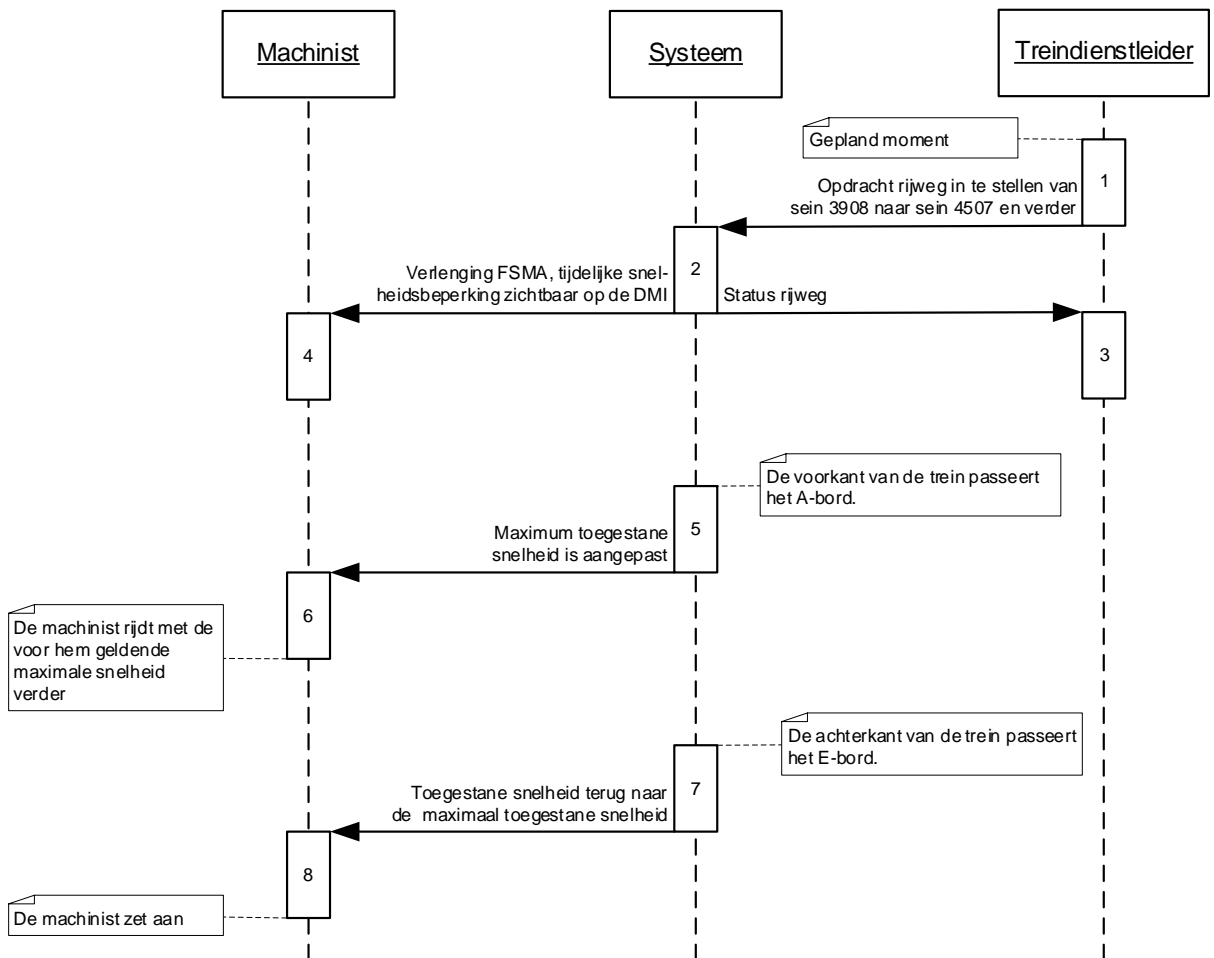 Machinist
Systeem
Treindienstleider
Gepland moment
1
Opdracht rijweg in te stellen van
sein 3908 naar sein 4507 en verder
2
Verlenging FSMA, tijdelijke snel-
heidsbeperking zichtbaar op de DMI
Status rijweg
4
3
De voorkant van de trein passeert
het A-bord.
5
Maximum toegestane
snelheid is aangepast
6
De machinist rijdt met de
voor hem geldende
maximale snelheid
verder
De achterkant van de trein passeert
het E-bord.
7
Toegestane snelheid terug naar
de maximaal toegestane snelheid
8
De machinist zet aan